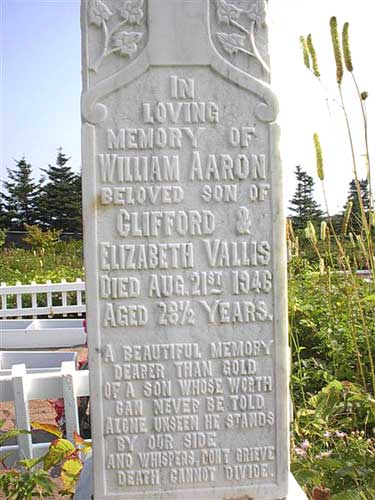 IN
LOVING
MEMORY OF
WILLIAM AARON
BELOVED SON OF
CLIFFORD &
ELIZABETH VALLIS
DIED AUG. 21ST 1946
AGED 28½ YEARS.
A BEAUTIFUL MEMORY
DEARER THAN GOLD
OF A SON WHOSE WORTH
CAN NEVER BE TOLD
ALONE UNSEEN HE STANDS
BY OUR SIDE
AND WHISPERS, DONT GRIEVE
DEATH CANNOT DIVIDE.